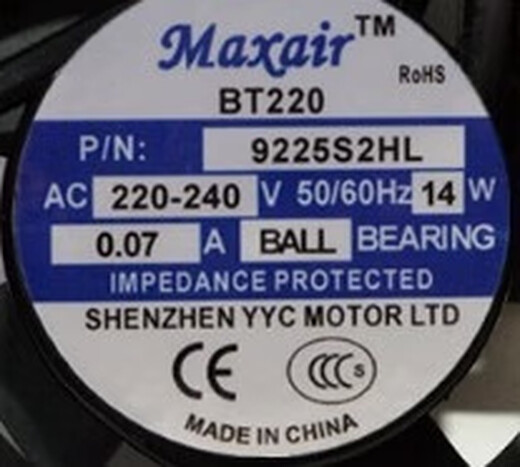 Maxair™
RoHS
BT220
P/N: 9225S2HL
AC 220-240 V 50/60Hz 14 W
0.07 A BALL BEARING
IMPEDANCE PROTECTED
SHENZHEN YYC MOTOR LTD
CE CCC S
MADE IN CHINA